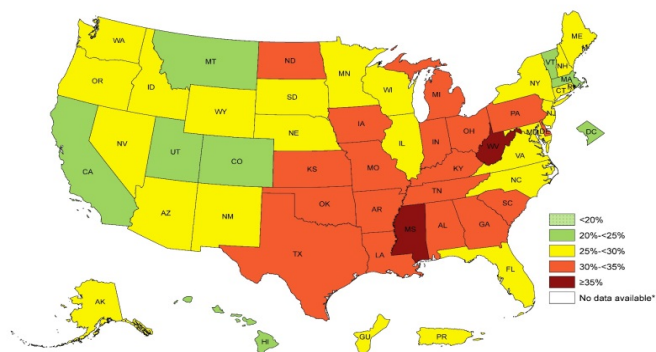 WA
MT
ND
MN
ME
VT
NH
OR
ID
SD
WI
MI
NY
MA
CT
WY
IA
PA
NJ
NE
IL
IN
OH
MD
DE
DC
NV
UT
CO
KS
MO
WV
VA
KY
CA
OK
AR
TN
NC
AZ
NM
SC
MS
AL
GA
TX
LA
FL
AK
HI
GU
PR
<20%
20%-<25%
25%-<30%
30%-<35%
≥35%
No data available*